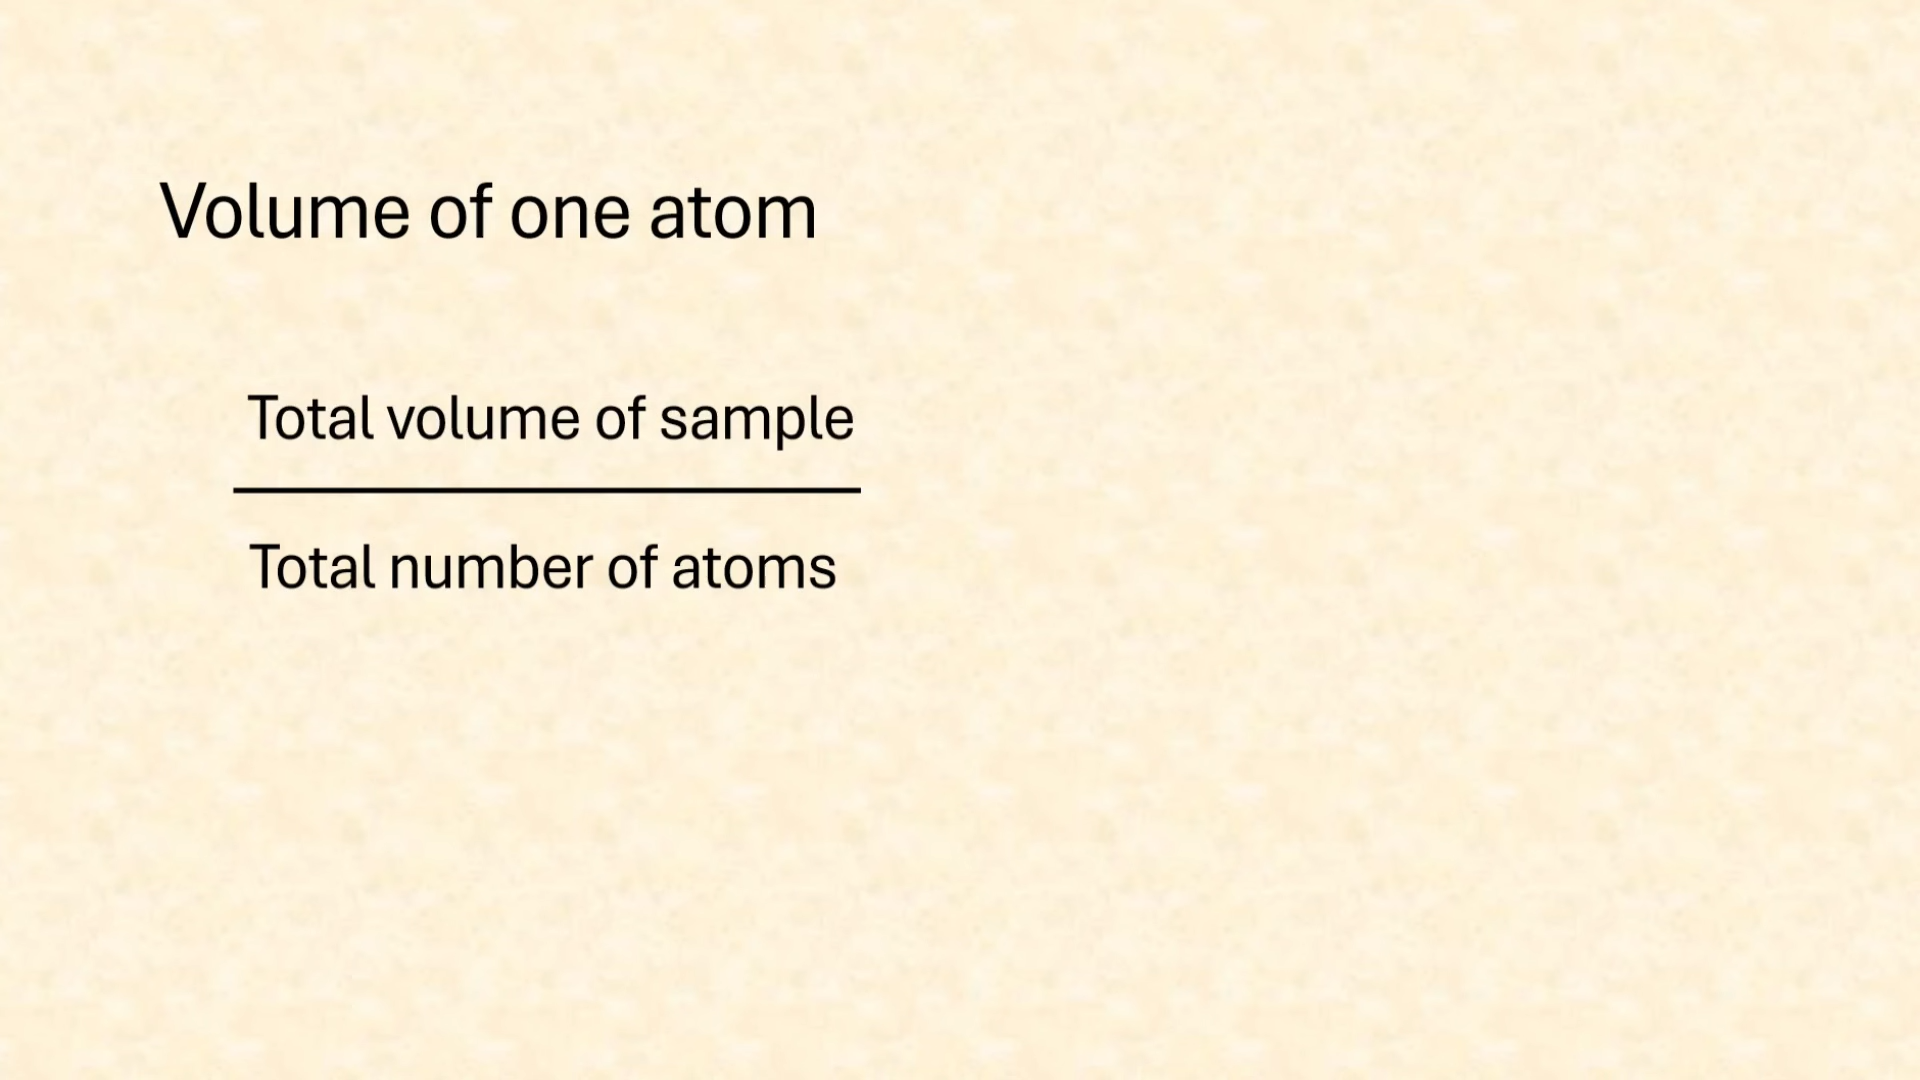 Volume of one atom
Total volume of sample
Total number of atoms